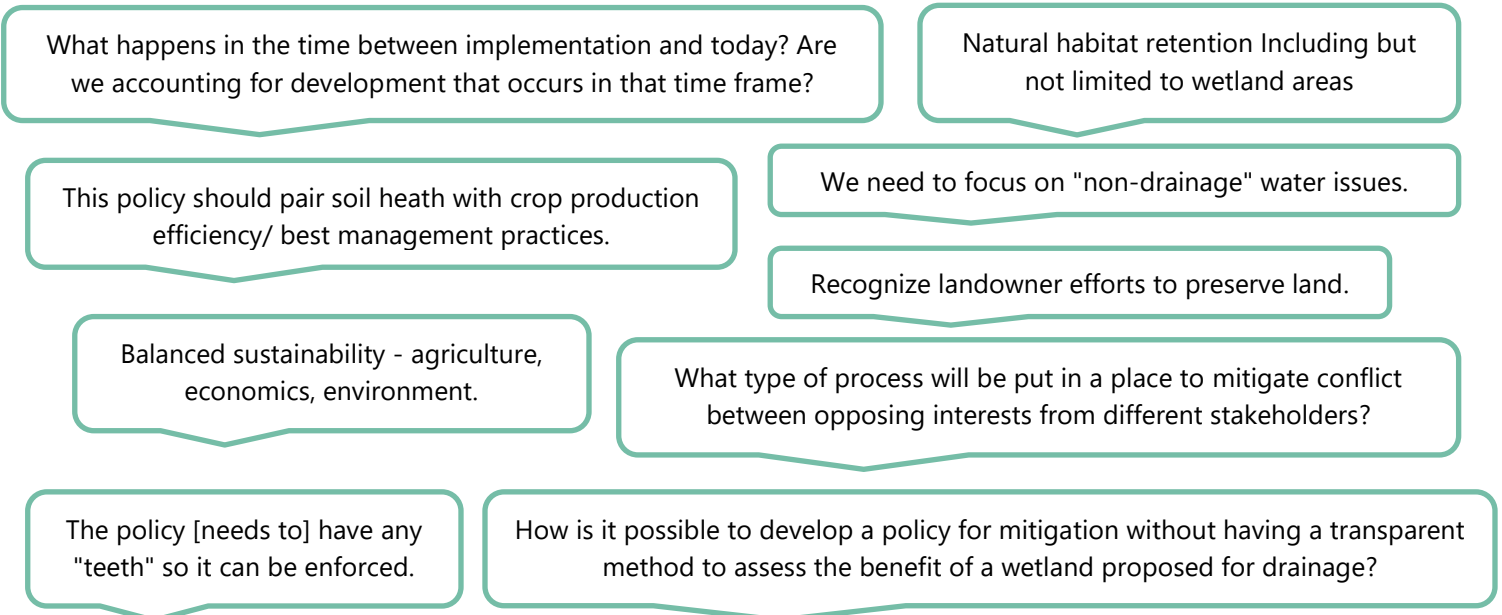 What happens in the time between implementation and today? Are
we accounting for development that occurs in that time frame?
Natural habitat retention Including but
not limited to wetland areas
This policy should pair soil heath with crop production
efficiency/ best management practices.
We need to focus on "non-drainage" water issues.
Recognize landowner efforts to preserve land.
Balanced sustainability - agriculture,
economics, environment.
What type of process will be put in a place to mitigate conflict
between opposing interests from different stakeholders?
The policy [needs to] have any
"teeth" so it can be enforced.
How is it possible to develop a policy for mitigation without having a transparent
method to assess the benefit of a wetland proposed for drainage?